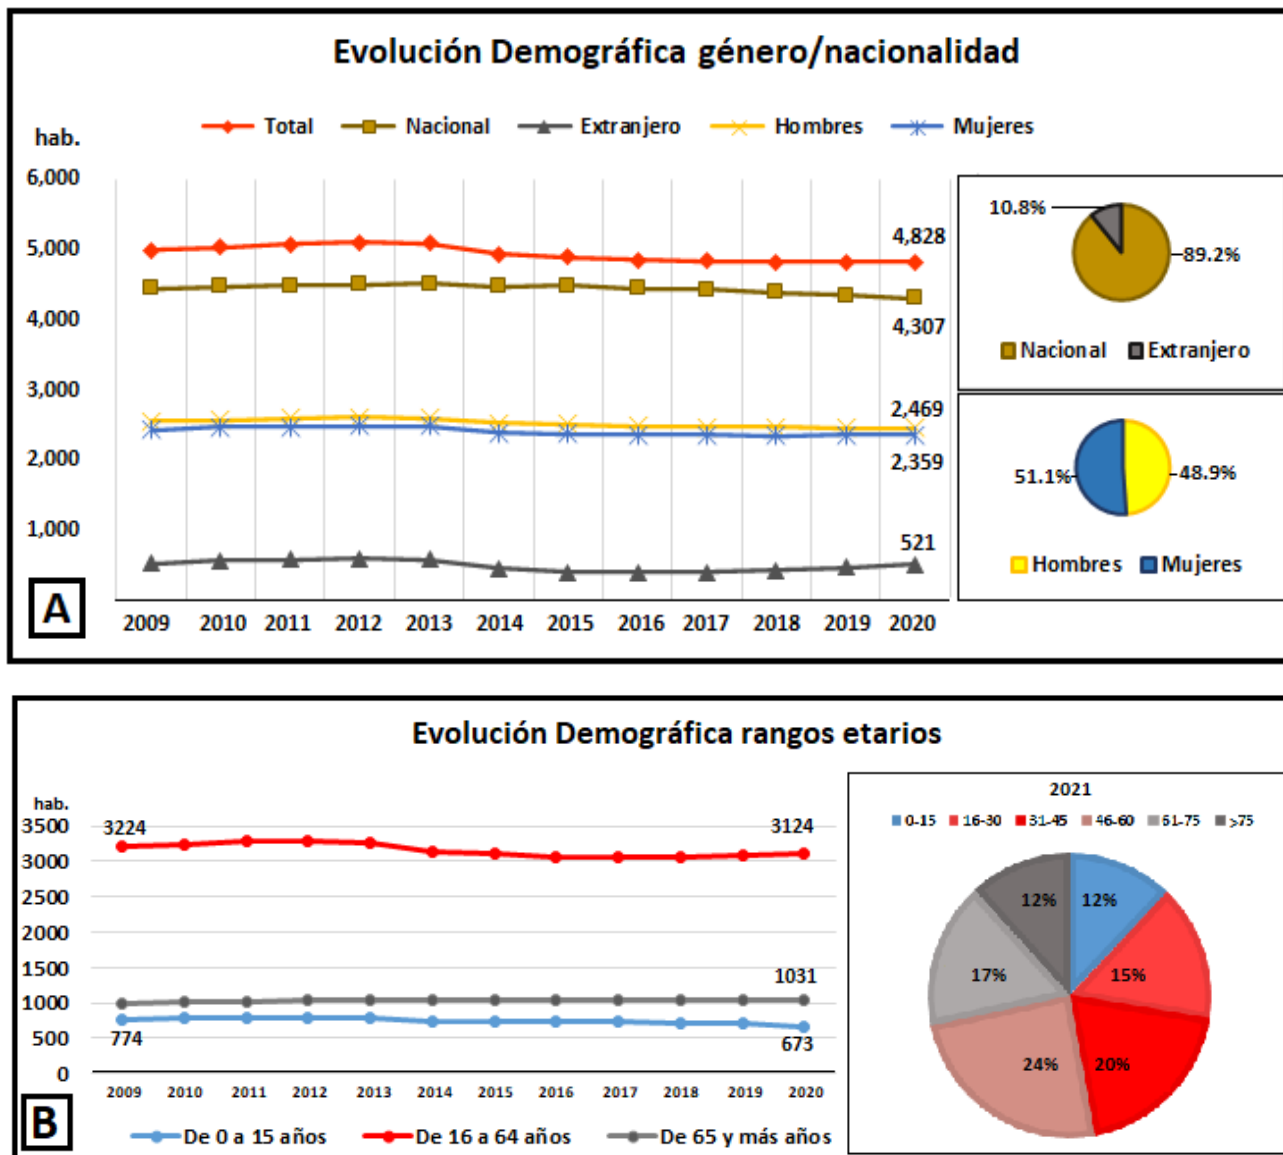 Evolución Demográfica género/nacionalidad
Total Nacional Extranjero Hombres Mujeres
hab.
6,000
5,000
4,000
3,000
2,000
1,000
4,828
4,307
2,469
2,359
521
2009 2010 2011 2012 2013 2014 2015 2016 2017 2018 2019 2020
A
10.8%
89.2%
Nacional Extranjero
51.1%
48.9%
Hombres Mujeres
Evolución Demográfica rangos etarios
hab.
3500
3000
2500
2000
1500
1000
500
0
3224
3124
1031
774
673
2009 2010 2011 2012 2013 2014 2015 2016 2017 2018 2019 2020
De 0 a 15 años De 16 a 64 años De 65 y más años
B
2021
0-15 16-30 31-45 46-60 61-75 >75
12% 12%
17% 15%
24% 20%